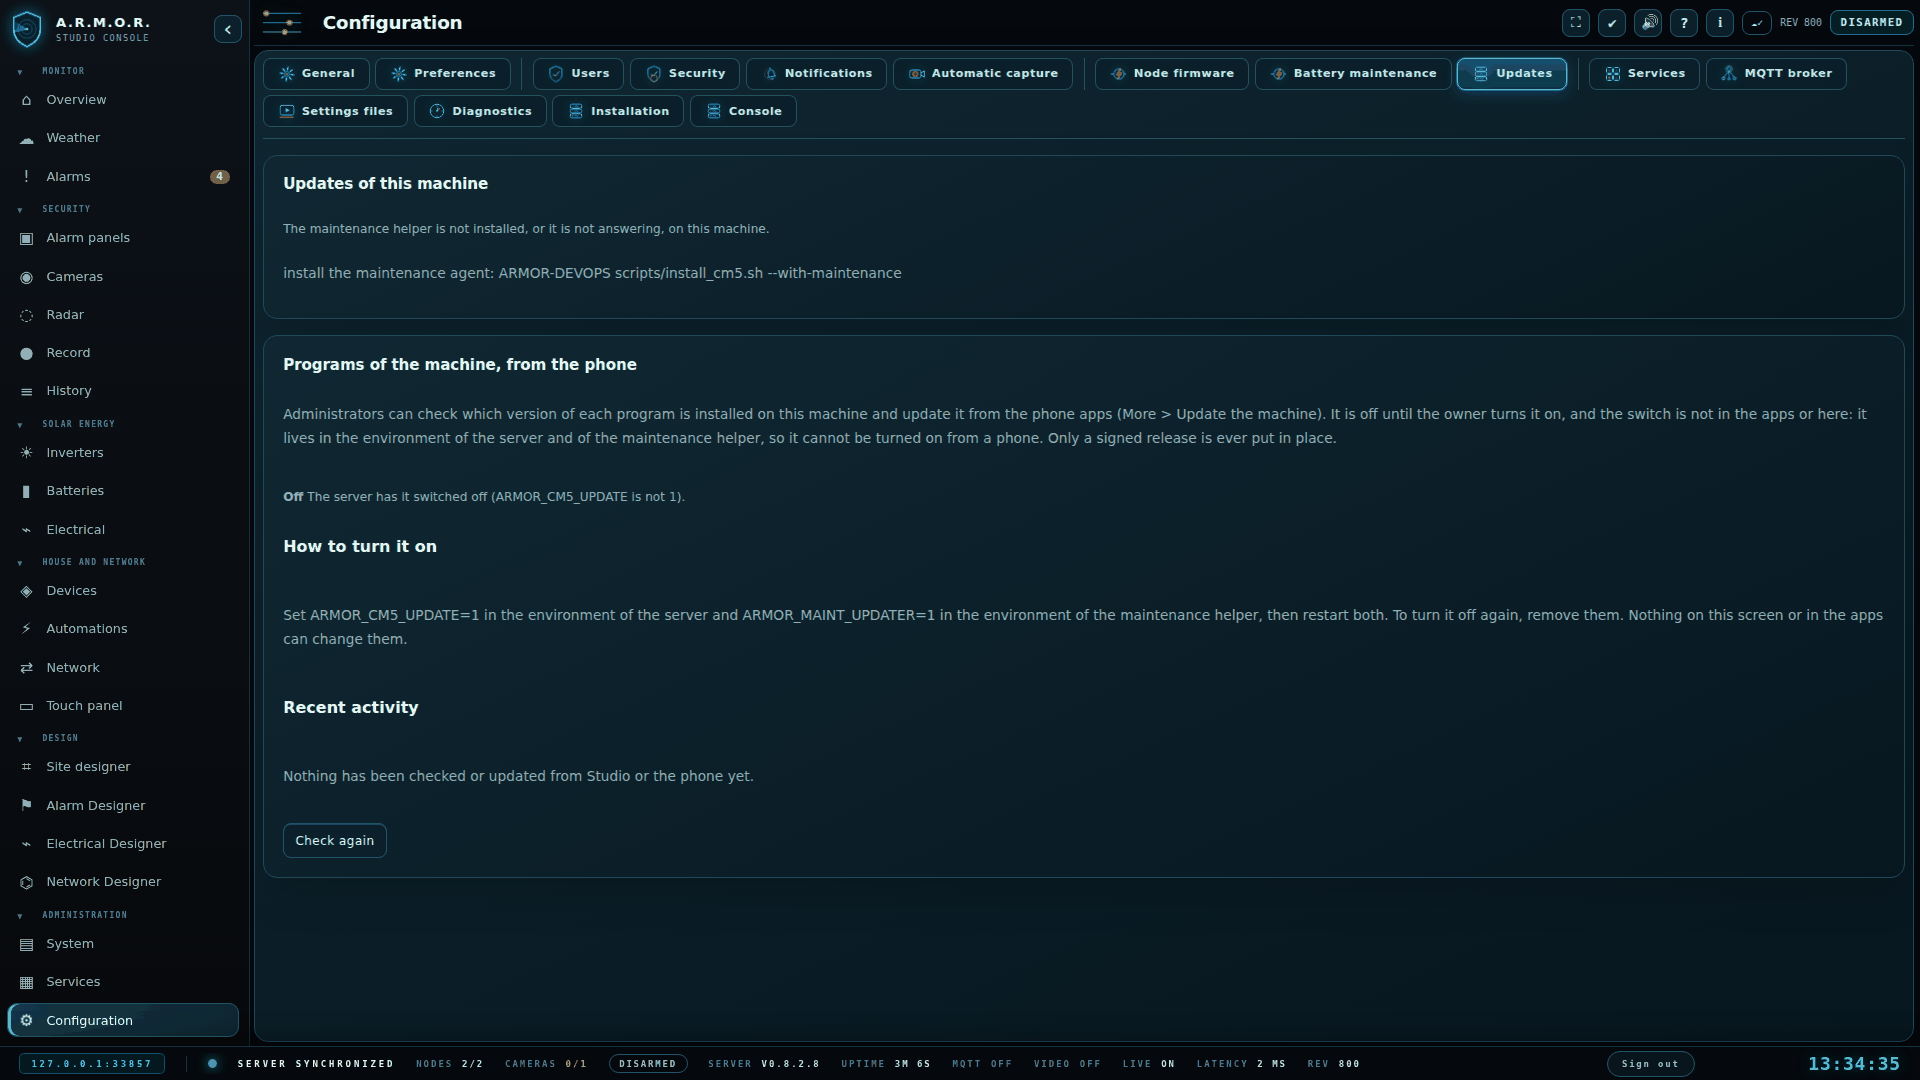 A.R.M.O.R.
STUDIO CONSOLE
MONITOR
Overview
Weather
Alarms 4
SECURITY
Alarm panels
Cameras
Radar
Record
History
SOLAR ENERGY
Inverters
Batteries
Electrical
HOUSE AND NETWORK
Devices
Automations
Network
Touch panel
DESIGN
Site designer
Alarm Designer
Electrical Designer
Network Designer
ADMINISTRATION
System
Services
Configuration
Configuration
? i REV 800 DISARMED
General Preferences Users Security Notifications Automatic capture Node firmware Battery maintenance Updates Services MQTT broker
Settings files Diagnostics Installation Console
Updates of this machine
The maintenance helper is not installed, or it is not answering, on this machine.
install the maintenance agent: ARMOR-DEVOPS scripts/install_cm5.sh --with-maintenance
Programs of the machine, from the phone
Administrators can check which version of each program is installed on this machine and update it from the phone apps (More > Update the machine). It is off until the owner turns it on, and the switch is not in the apps or here: it
lives in the environment of the server and of the maintenance helper, so it cannot be turned on from a phone. Only a signed release is ever put in place.
Off The server has it switched off (ARMOR_CM5_UPDATE is not 1).
How to turn it on
Set ARMOR_CM5_UPDATE=1 in the environment of the server and ARMOR_MAINT_UPDATER=1 in the environment of the maintenance helper, then restart both. To turn it off again, remove them. Nothing on this screen or in the apps
can change them.
Recent activity
Nothing has been checked or updated from Studio or the phone yet.
Check again
127.0.0.1:33857 SERVER SYNCHRONIZED NODES 2/2 CAMERAS 0/1 DISARMED SERVER V0.8.2.8 UPTIME 3M 6S MQTT OFF VIDEO OFF LIVE ON LATENCY 2 MS REV 800 Sign out 13:34:35